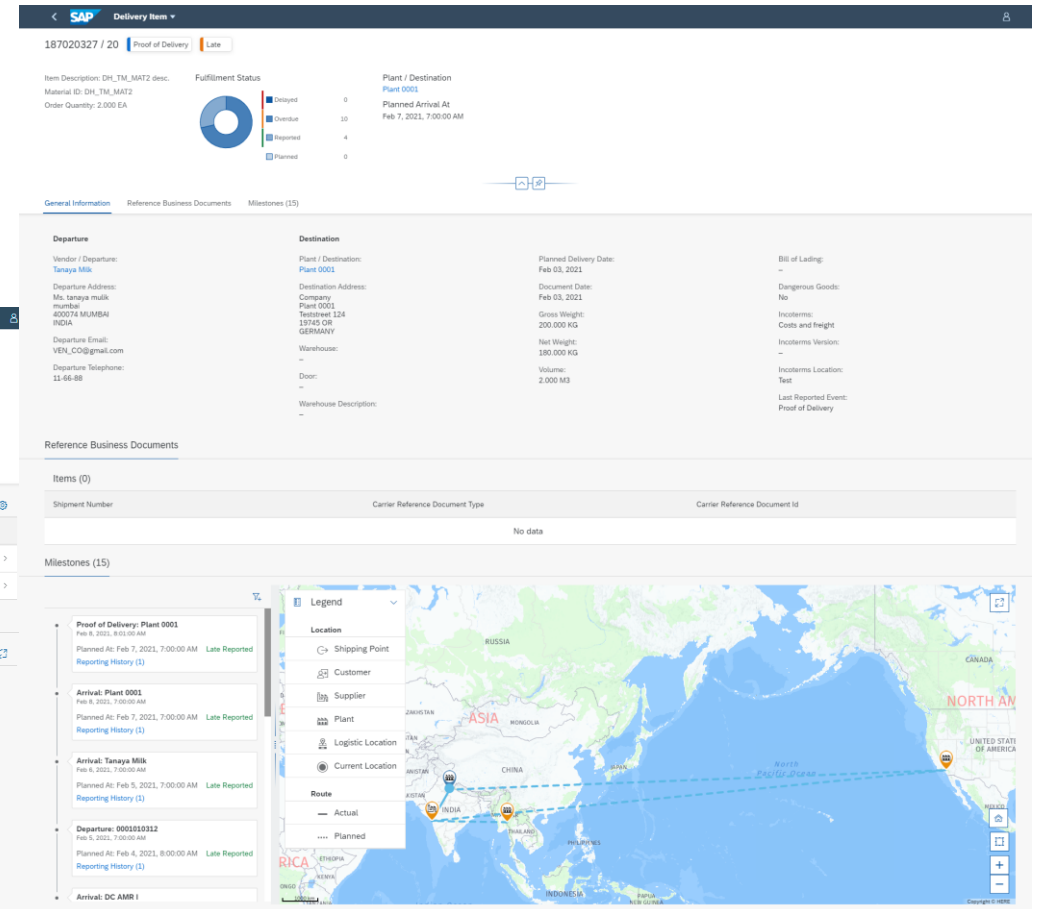 SAP Delivery Item
187020327 / 20 Proof of Delivery Late
Item Description: DH_TM_MAT2 desc.
Material ID: DH_TM_MAT2
Order Quantity: 2.000 EA
Fulfillment Status
Delayed 0
Overdue 10
Reported 4
Planned 0
Plant / Destination
Plant 0001
Planned Arrival At
Feb 7, 2021, 7:00:00 AM
General Information Reference Business Documents Milestones (15)
Departure
Vendor / Departure:
Tanaya Milk
Departure Address:
Ms. tanaya mulik
mumbai
400074 MUMBAI
INDIA
Departure Email:
VEN_CO@gmail.com
Departure Telephone:
11-66-88
Destination
Plant / Destination:
Plant 0001
Destination Address:
Company
Plant 0001
Teststreet 124
19745 OR
GERMANY
Warehouse:
–
Door:
–
Warehouse Description:
–
Planned Delivery Date:
Feb 03, 2021
Document Date:
Feb 03, 2021
Gross Weight:
200.000 KG
Net Weight:
180.000 KG
Volume:
2.000 M3
Bill of Lading:
–
Dangerous Goods:
No
Incoterms:
Costs and freight
Incoterms Version:
–
Incoterms Location:
Test
Last Reported Event:
Proof of Delivery
Reference Business Documents
Items (0)
Shipment Number Carrier Reference Document Type Carrier Reference Document Id
No data
Milestones (15)
Proof of Delivery: Plant 0001
Feb 8, 2021, 8:01:00 AM
Planned At: Feb 7, 2021, 7:00:00 AM Late Reported
Reporting History (1)
Arrival: Plant 0001
Feb 8, 2021, 7:00:00 AM
Planned At: Feb 7, 2021, 7:00:00 AM Late Reported
Reporting History (1)
Arrival: Tanaya Milk
Feb 6, 2021, 7:00:00 AM
Planned At: Feb 5, 2021, 7:00:00 AM Late Reported
Reporting History (1)
Departure: 0001010312
Feb 5, 2021, 7:00:00 AM
Planned At: Feb 4, 2021, 8:00:00 AM Late Reported
Reporting History (1)
Arrival: DC AMR I
Legend
Location
Shipping Point
Customer
Supplier
Plant
Logistic Location
Current Location
Route
Actual
Planned
RUSSIA
CANADA
NORTH AM
ASIA
MONGOLIA
UNITED STATE
OF AMERICA
CHINA
JAPAN
North
Pacific Ocean
INDIA
MEXICO
THAILAND
PHILIPPINES
RICA
ETHIOPIA
KENYA
ONGO
INDONESIA
PAPUA
NEW GUINEA
1000 km
Copyright © HERE